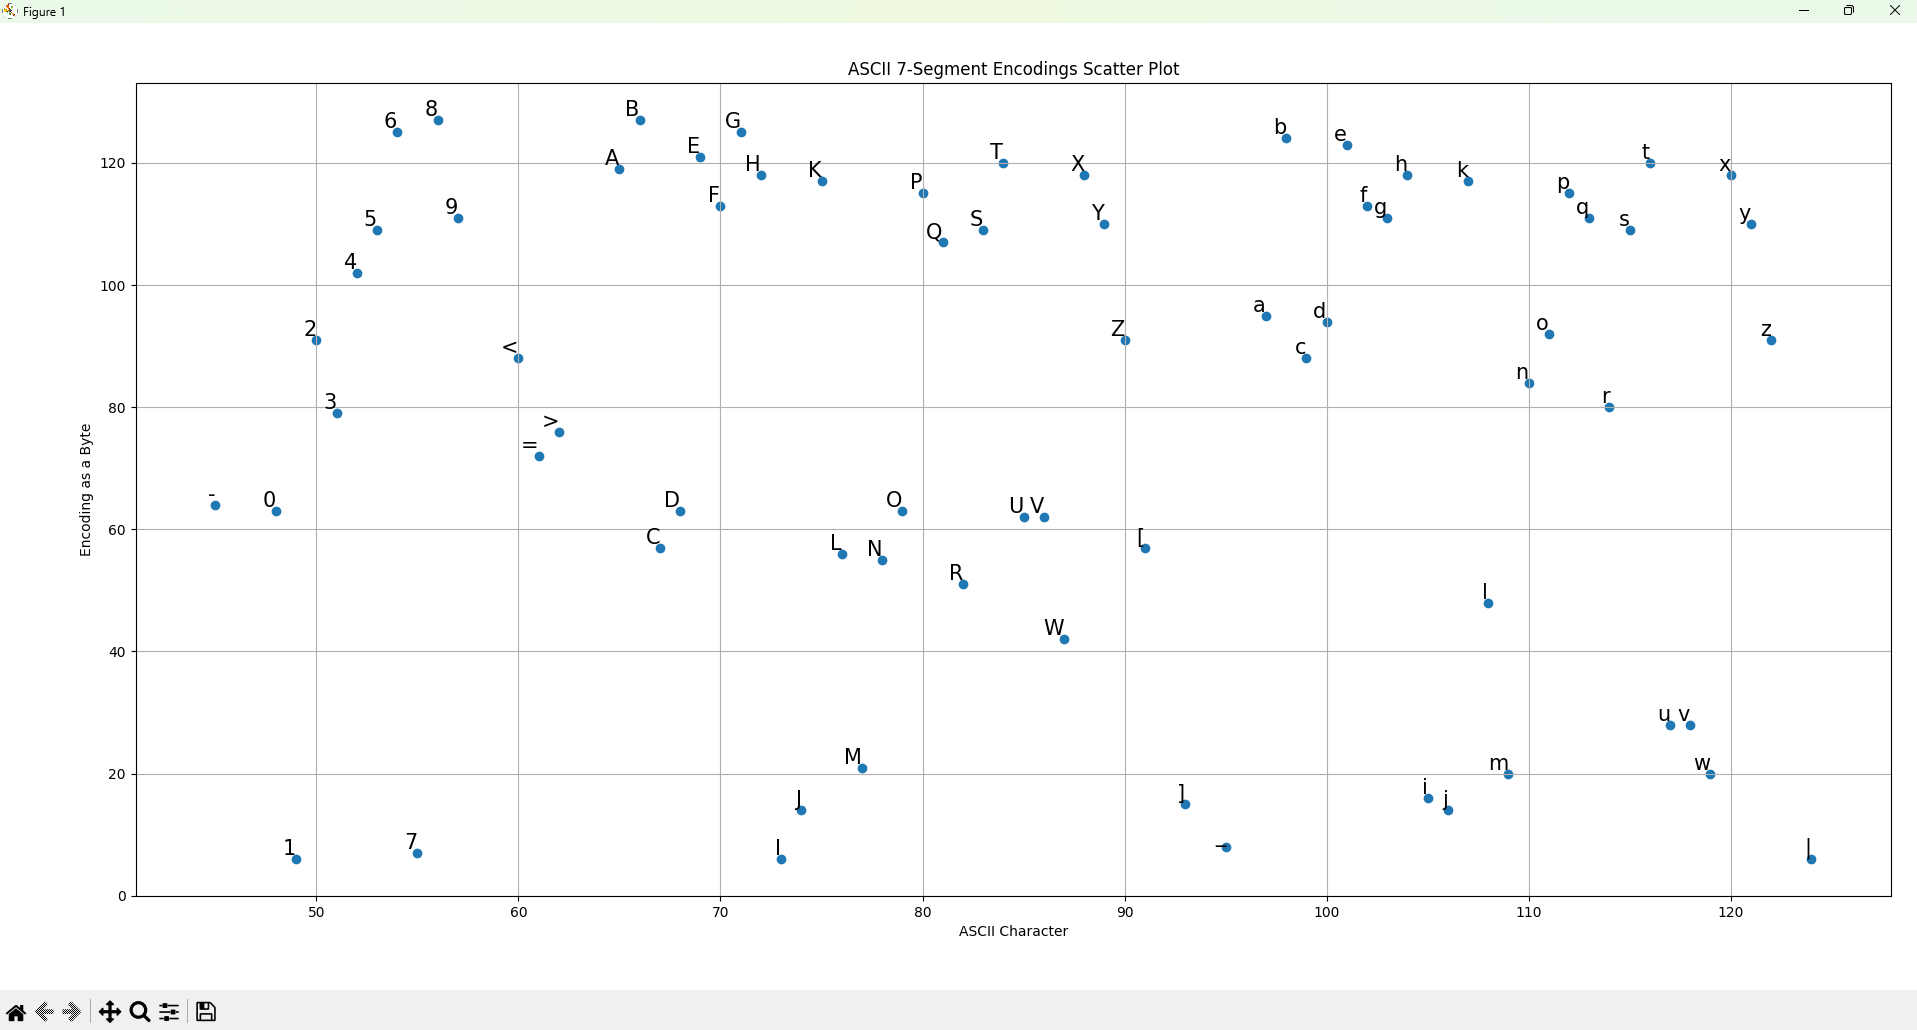 Figure 1
ASCII 7-Segment Encodings Scatter Plot
8
B
6
G
b
e
E
T
t
A
H
K
X
h
k
x
P
p
F
f
9
g
q
5
S
Y
s
y
Q
4
120
100
a
d
2
Z
o
z
<
c
n
3
r
>
=
80
Encoding as a Byte
-
0
D
O
U V
C
L
N
[
R
l
W
60
40
u v
M
m
w
]
i
J
j
7
1
I
_
|
20
0
50 60 70 80 90 100 110 120
ASCII Character